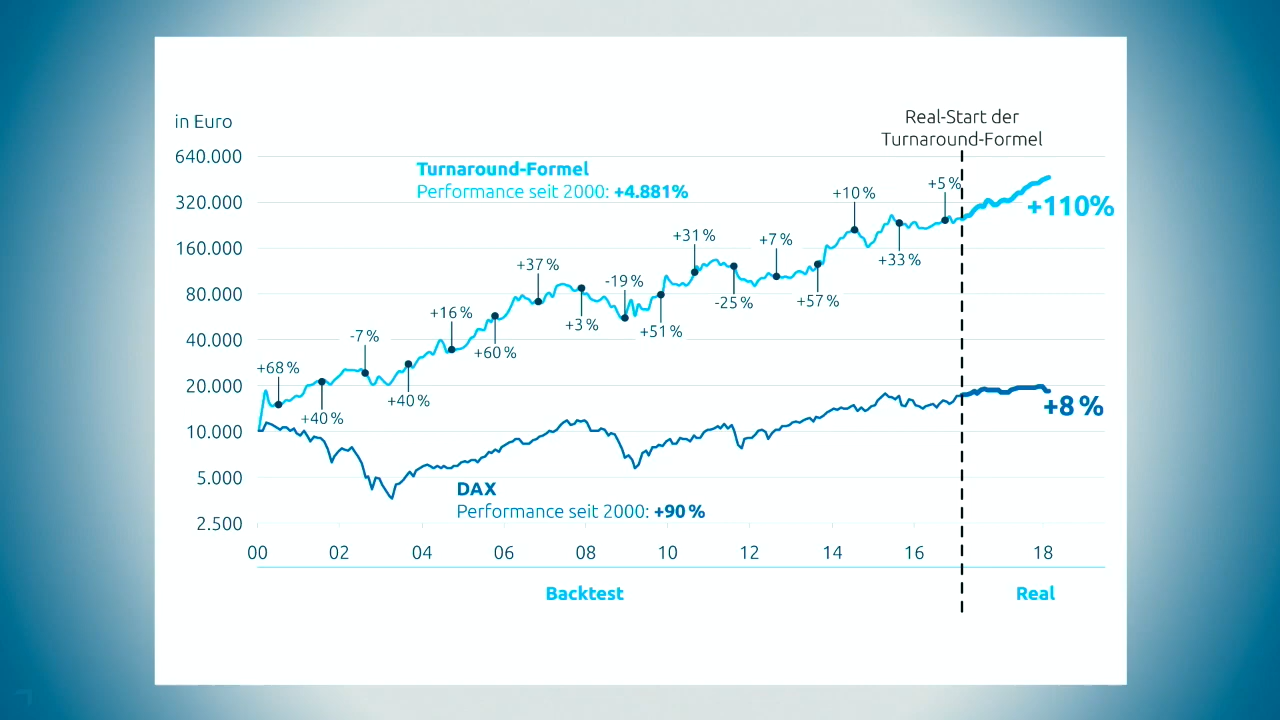 in Euro
Real-Start der
Turnaround-Formel
640.000
320.000
160.000
80.000
40.000
20.000
10.000
5.000
2.500
Turnaround-Formel
Performance seit 2000: +4.881%
+68 %
+40 %
-7 %
+40 %
+16 %
+60 %
+37 %
+3 %
-19 %
+51 %
+31 %
-25 %
+7 %
+57 %
+10 %
+33 %
+5 %
+110%
+8 %
DAX
Performance seit 2000: +90 %
00 02 04 06 08 10 12 14 16 18
Backtest
Real